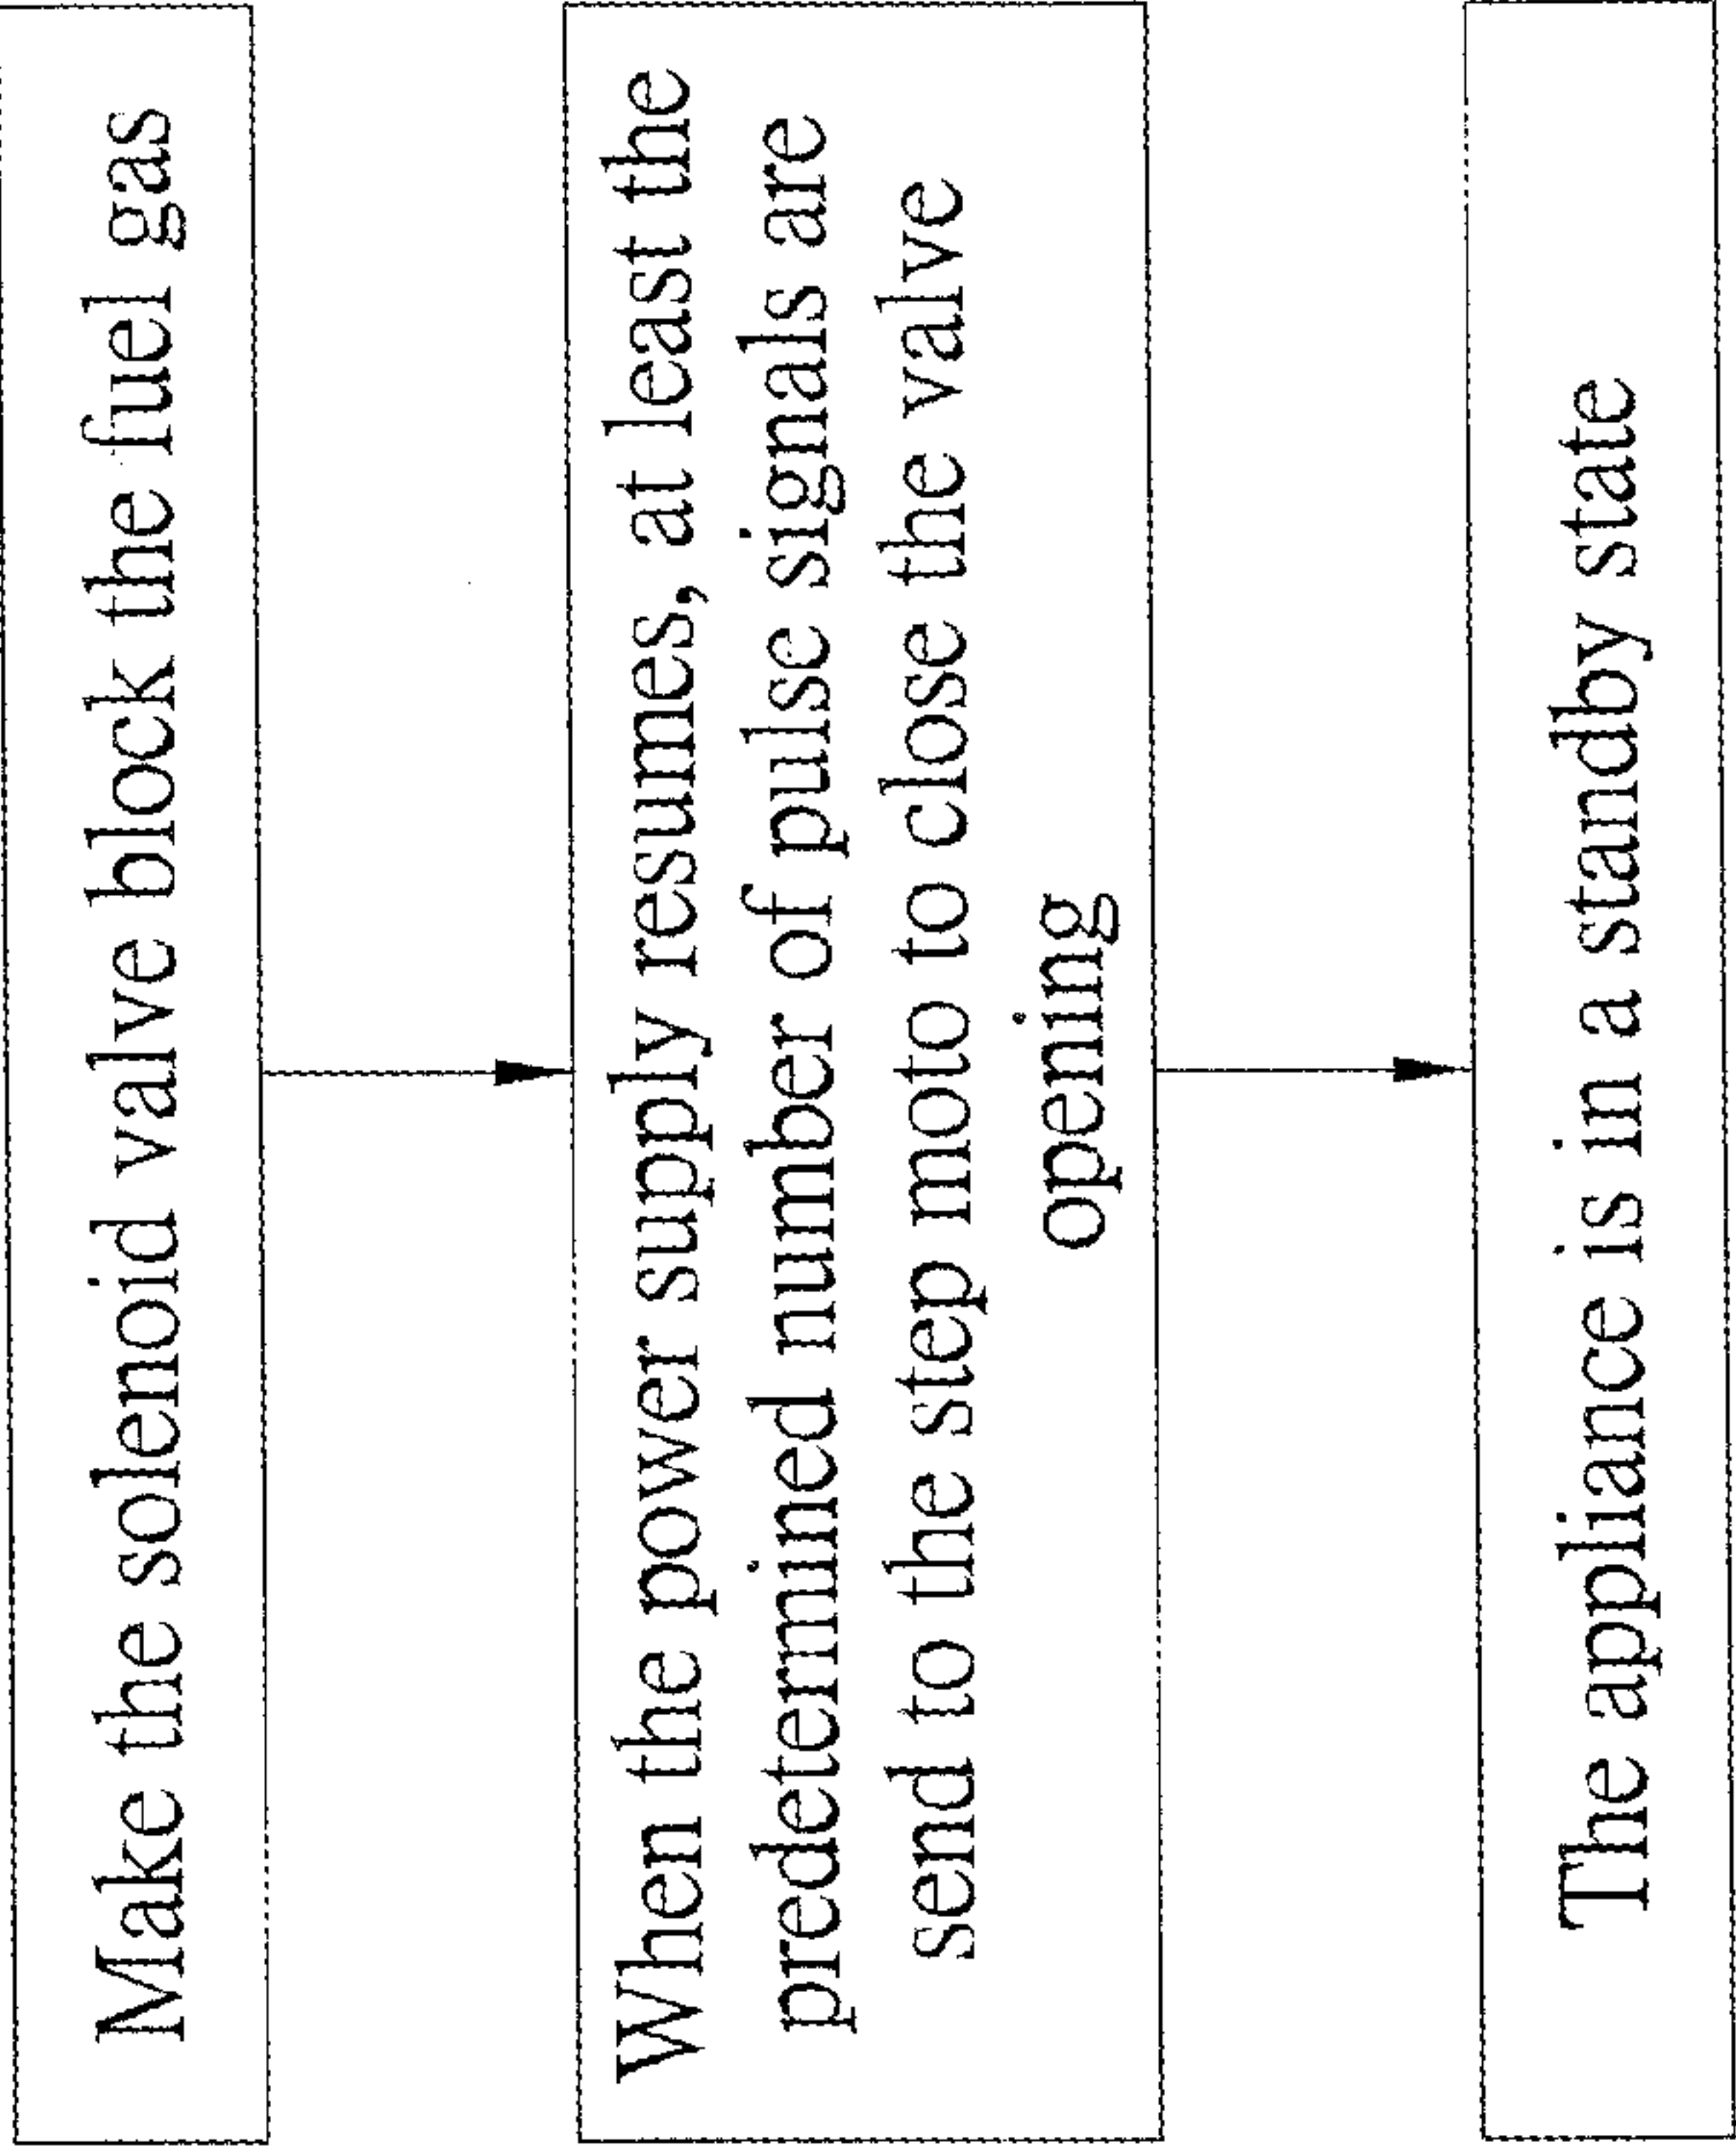 Make the solenoid valve block the fuel gas
When the power supply resumes, at least the
predetermined number of pulse signals are
send to the step moto to close the valve
opening
The appliance is in a standby state